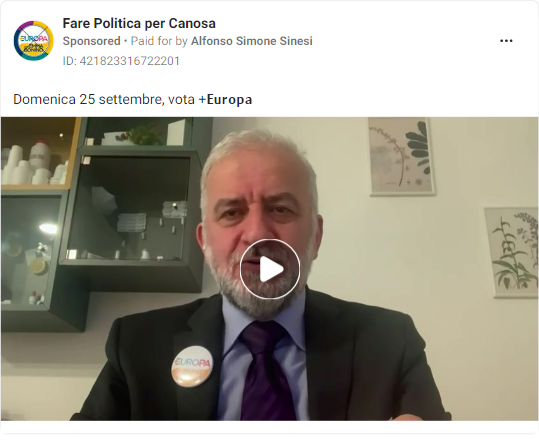 Fare Politica per Canosa
Sponsored • Paid for by Alfonso Simone Sinesi
ID: 421823316722201
Domenica 25 settembre, vota +Europa
EUROPA
EUROPA